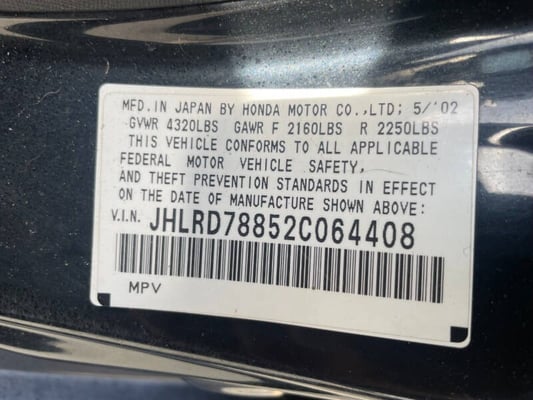 MFD. IN JAPAN BY HONDA MOTOR CO.,LTD; 5/'02
GVWR 4320LBS GAWR F 2160LBS R 2250LBS
THIS VEHICLE CONFORMS TO ALL APPLICABLE
FEDERAL MOTOR VEHICLE SAFETY,
AND THEFT PREVENTION STANDARDS IN EFFECT
ON THE DATE OF MANUFACTURE SHOWN ABOVE:
V.I.N. JHLRD78852C064408
MPV